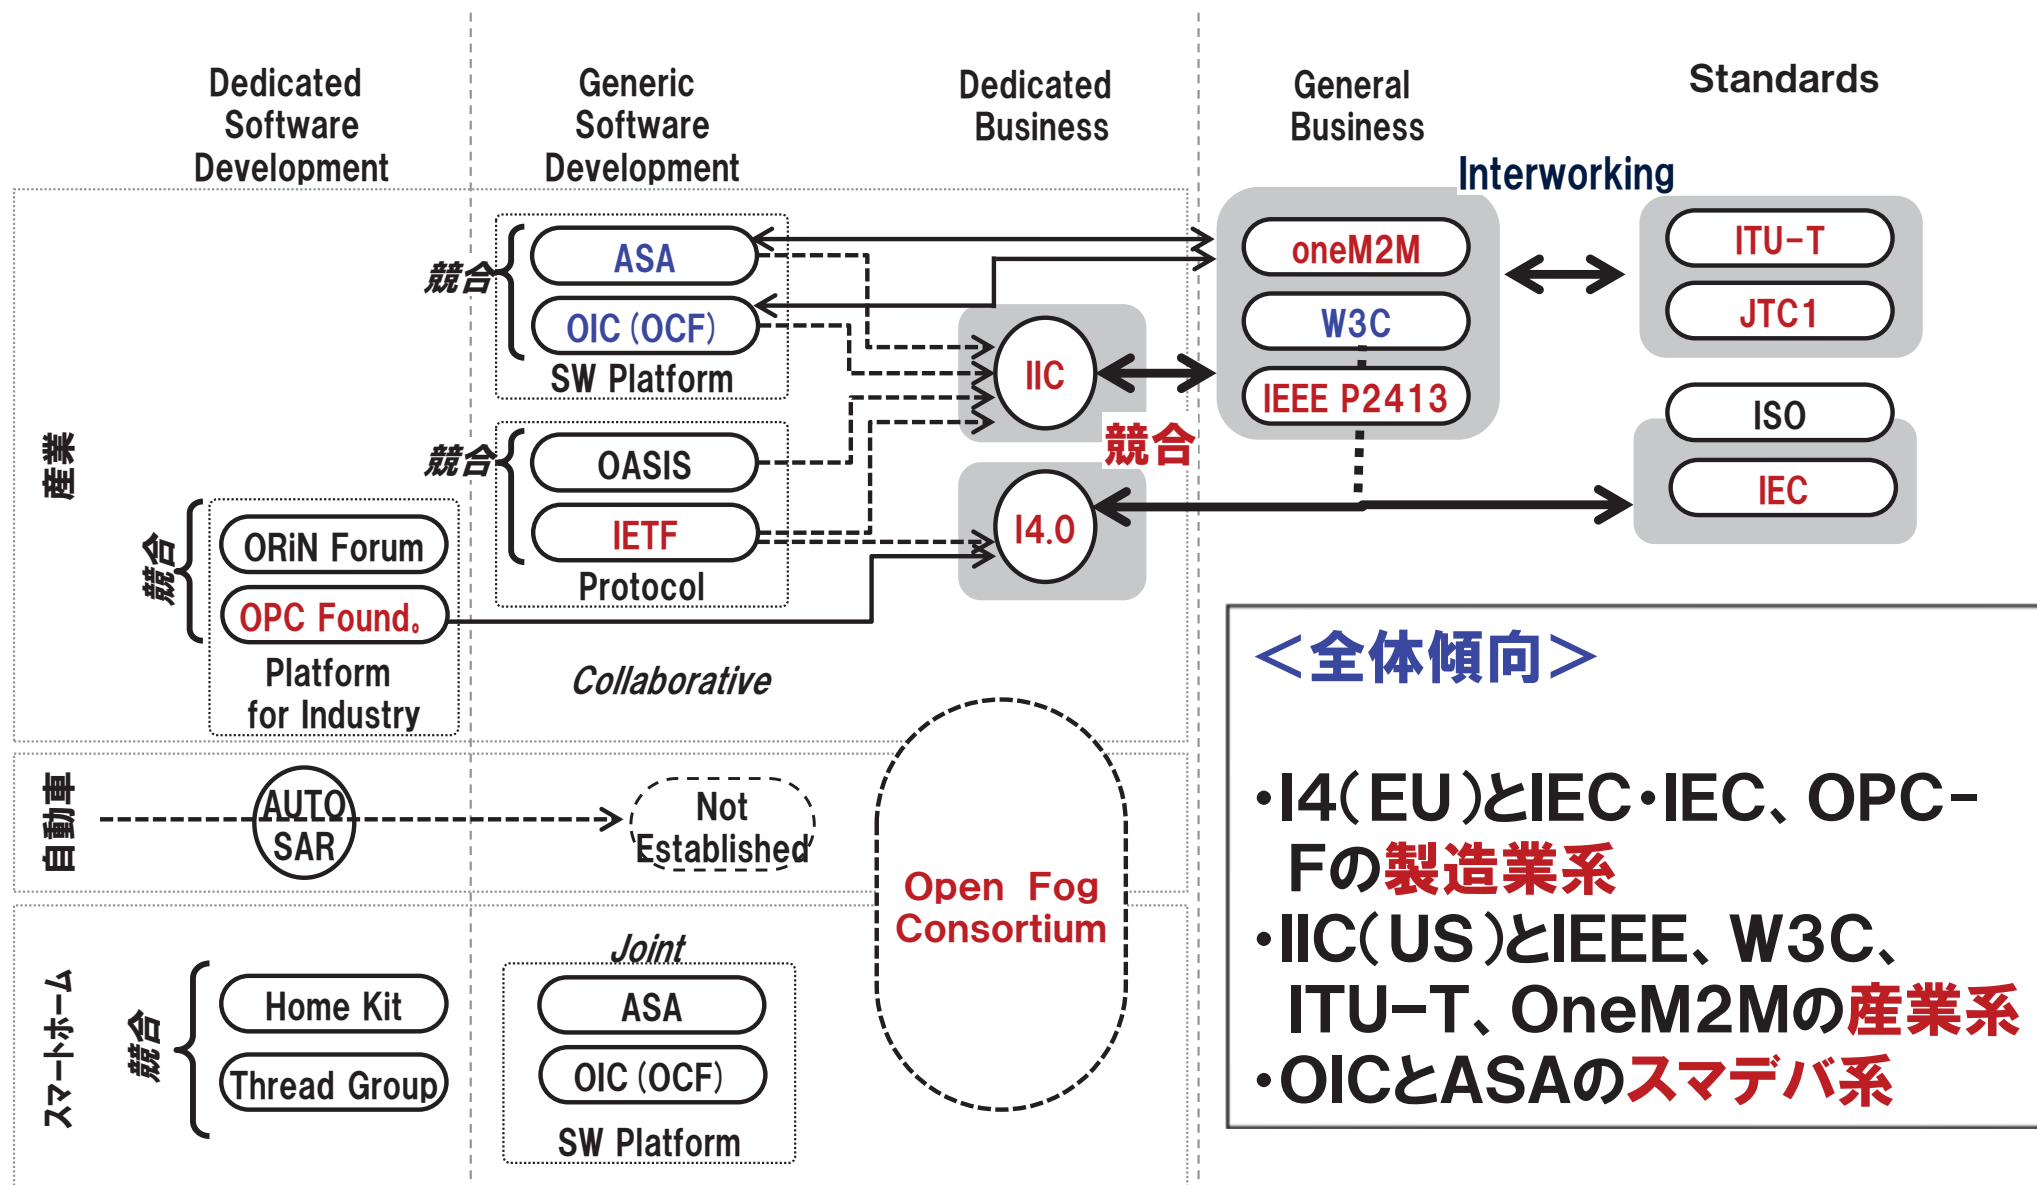 Dedicated
Software
Development
Generic
Software
Development
Dedicated
Business
General
Business
Standards
Interworking
産業
競合
ASA
OIC (OCF)
SW Platform
競合
OASIS
IETF
Protocol
競合
ORiN Forum
OPC Found。
Platform
for Industry
Collaborative
IIC
I4.0
競合
oneM2M
W3C
IEEE P2413
ITU-T
JTC1
ISO
IEC
自動車
AUTO
SAR
Not
Established
Open Fog
Consortium
スマートホーム
競合
Home Kit
Thread Group
Joint
ASA
OIC (OCF)
SW Platform
＜全体傾向＞
・I4(EU)とIEC・IEC、OPC-
Fの製造業系
・IIC(US)とIEEE、W3C、
ITU-T、OneM2Mの産業系
・OICとASAのスマデバ系